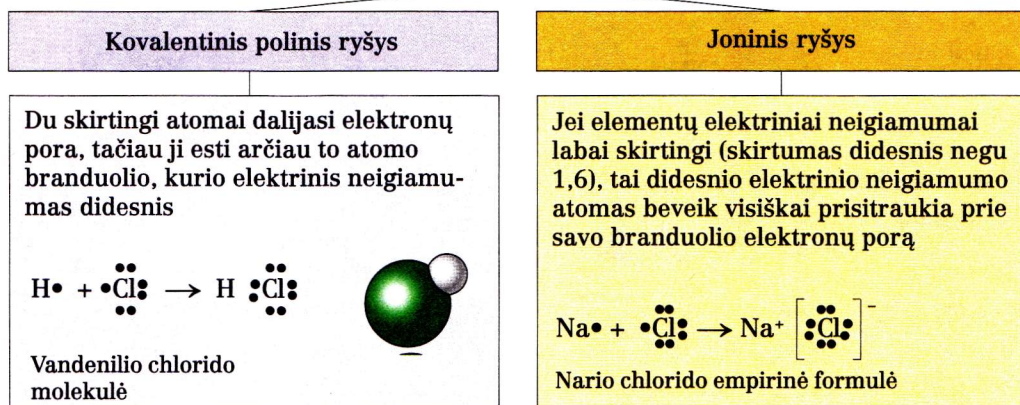 Kovalentinis polinis ryšys
Du skirtingi atomai dalijasi elektronų
pora, tačiau ji esti arčiau to atomo
branduolio, kurio elektrinis neigiamu-
mas didesnis
H• + •Cl: → H :Cl:
Vandenilio chlorido
molekulė
Joninis ryšys
Jei elementų elektriniai neigiamumai
labai skirtingi (skirtumas didesnis negu
1,6), tai didesnio elektrinio neigiamumo
atomas beveik visiškai prisitraukia prie
savo branduolio elektronų porą
Na• + •Cl: → Na⁺ [:Cl:]⁻
Nario chlorido empirinė formulė